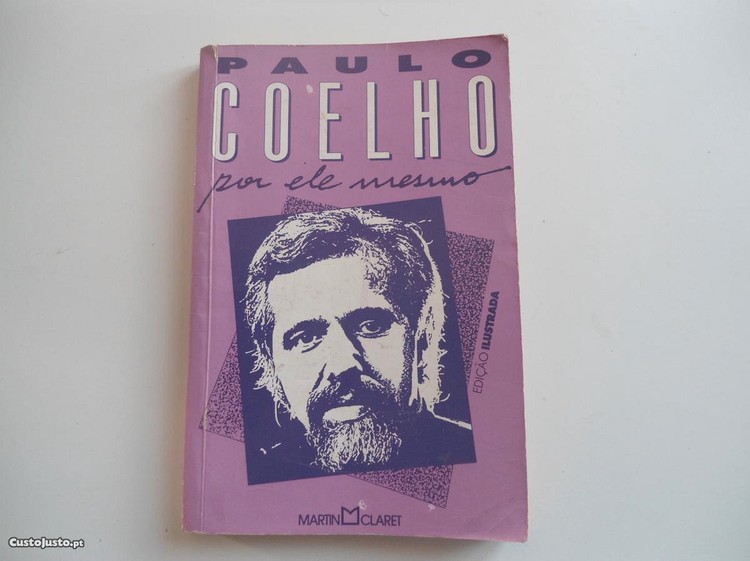 PAULO
COELHO
por ele mesmo
EDIÇÃO ILUSTRADA
MARTIN M CLARET
CustoJusto.pt